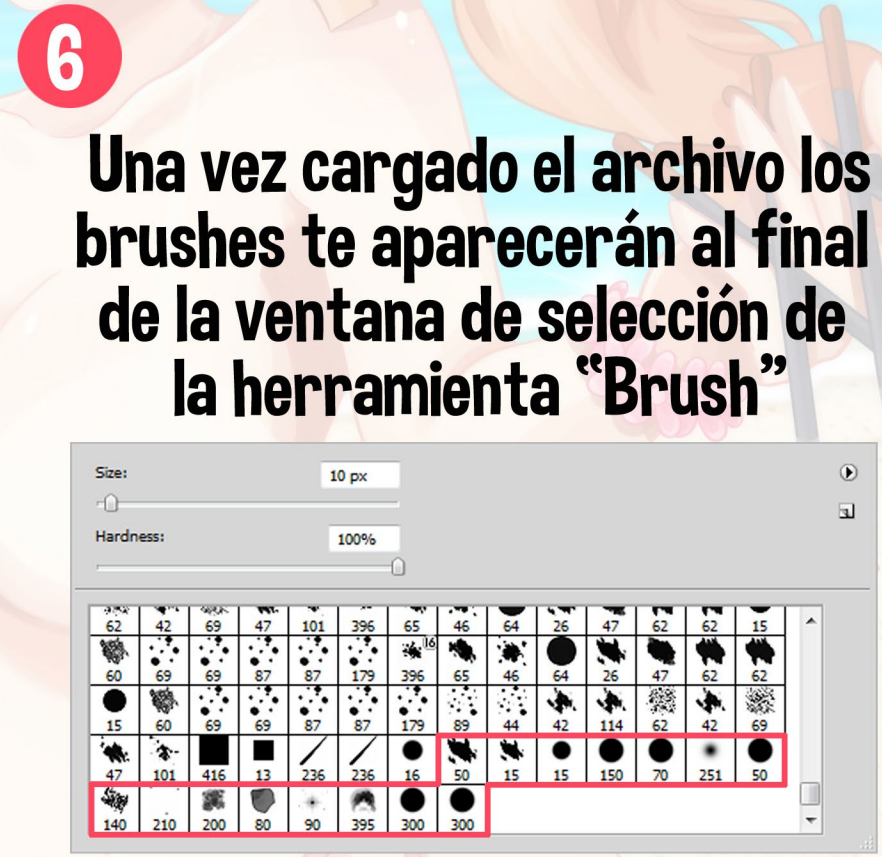 6
Una vez cargado el archivo los
brushes te aparecerán al final
de la ventana de selección de
la herramienta “Brush”
Size: 10 px
Hardness: 100%
62 42 69 47 101 396 65 46 64 26 47 62 62 15
16
60 69 69 87 87 179 396 65 46 64 26 47 62 62
15 60 69 69 87 87 179 89 44 42 114 62 42 69
47 101 416 13 236 236 16 50 15 15 150 70 251 50
140 210 200 80 90 395 300 300